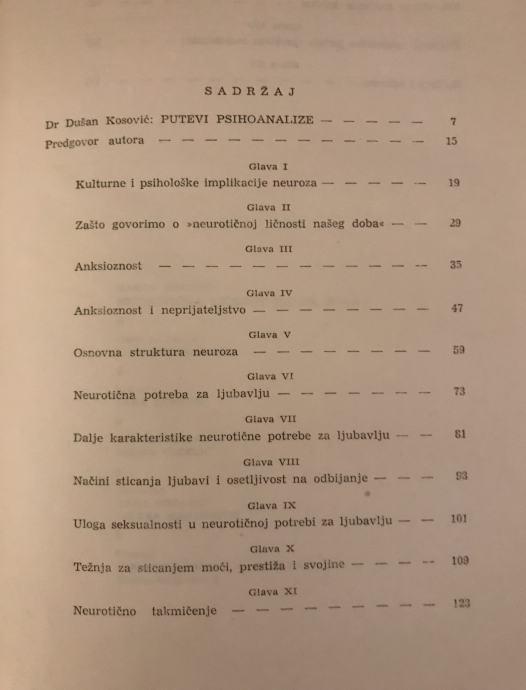 SADRŽAJ
Dr Dušan Kosović: PUTEVI PSIHOANALIZE — — — — 7
Predgovor autora — — — — — — — — — — 15
Glava I
Kulturne i psihološke implikacije neuroza — — — — 19
Glava II
Zašto govorimo o »neurotičnoj ličnosti našeg doba« — — 29
Glava III
Anksioznost — — — — — — — — — — 35
Glava IV
Anksioznost i neprijateljstvo — — — — — — — 47
Glava V
Osnovna struktura neuroza — — — — — — — 59
Glava VI
Neurotična potreba za ljubavlju — — — — — — 73
Glava VII
Dalje karakteristike neurotične potrebe za ljubavlju — — 81
Glava VIII
Načini sticanja ljubavi i osetljivost na odbijanje — — — 93
Glava IX
Uloga seksualnosti u neurotičnoj potrebi za ljubavlju — — 101
Glava X
Težnja za sticanjem moći, prestiža i svojine — — — — 109
Glava XI
Neurotično takmičenje — — — — — — — — 123